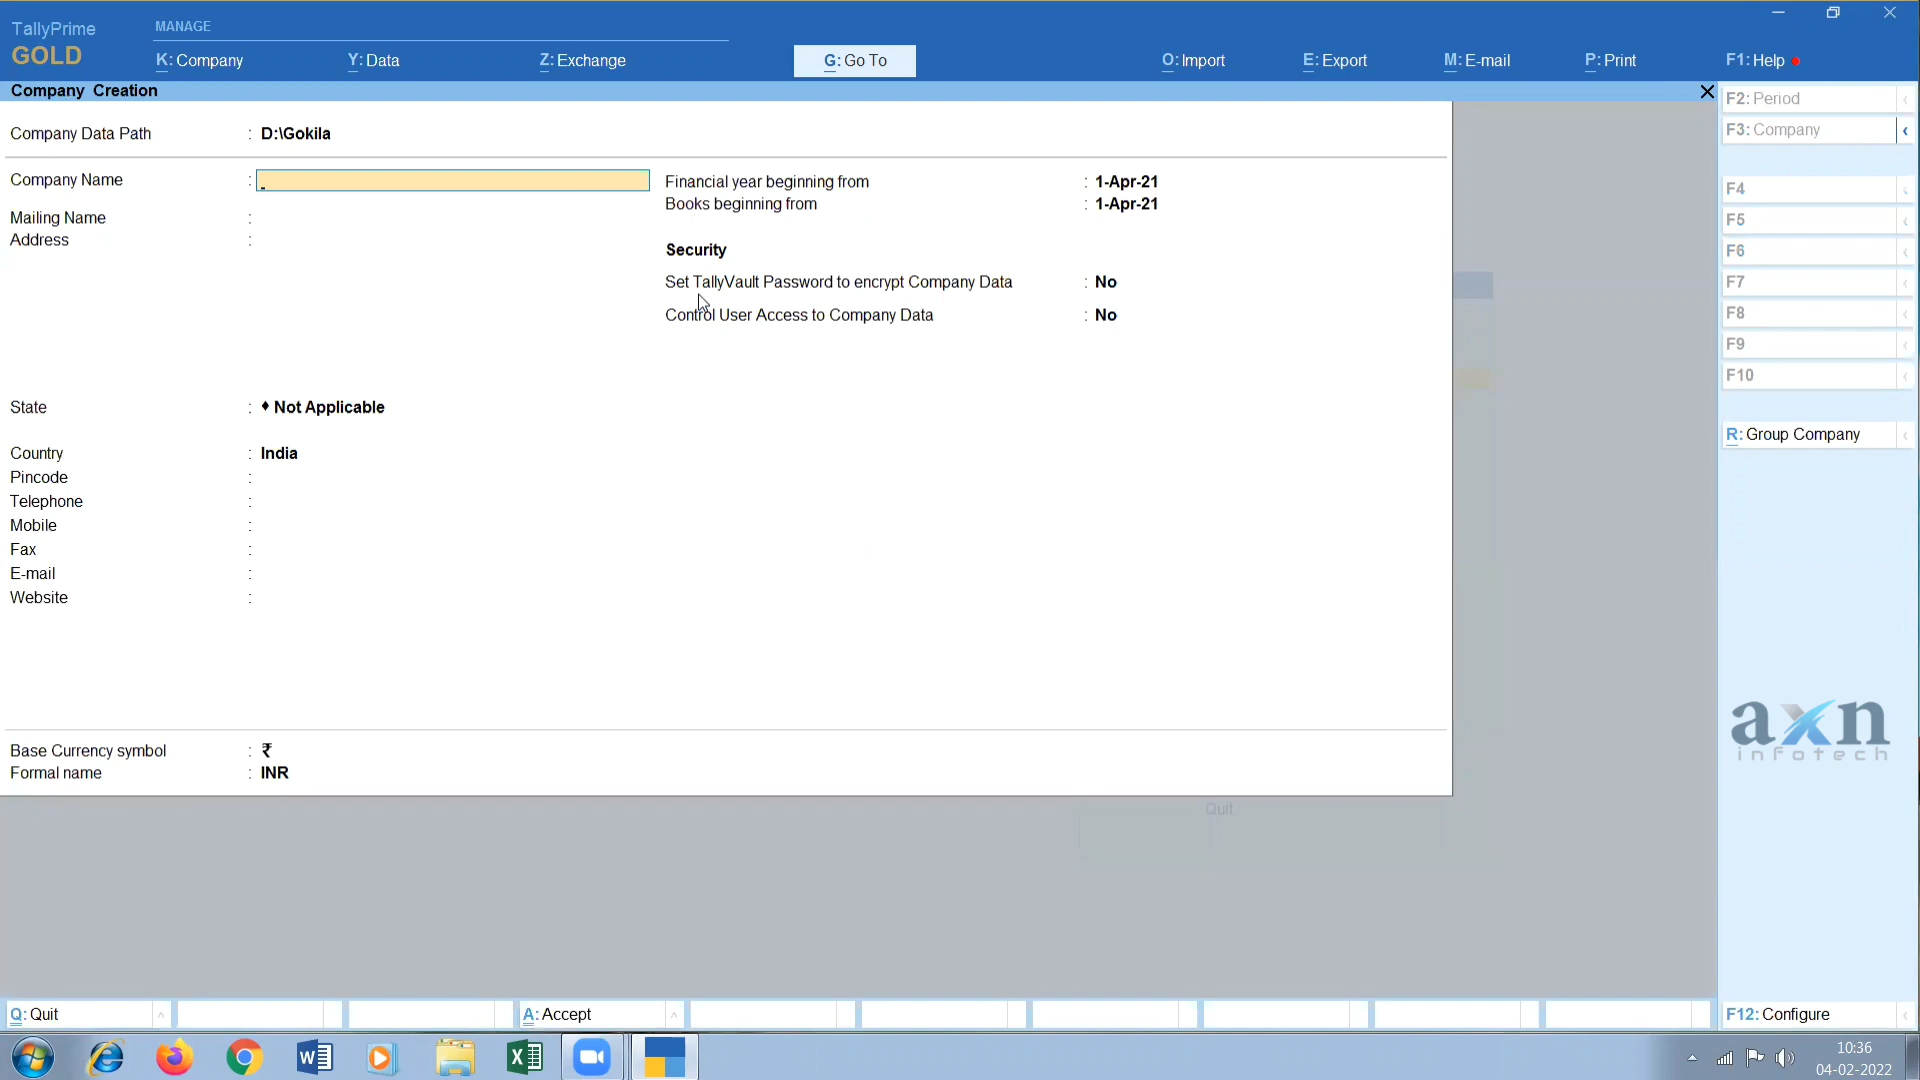 TallyPrime
GOLD
MANAGE
K: Company
Y: Data
Z: Exchange
G: Go To
O: Import
E: Export
M: E-mail
P: Print
F1: Help
Company Creation
F2: Period
F3: Company
F4
F5
F6
F7
F8
F9
F10
R: Group Company
Company Data Path : D:\Gokila
Company Name :
Mailing Name :
Address :
Financial year beginning from : 1-Apr-21
Books beginning from : 1-Apr-21
Security
Set TallyVault Password to encrypt Company Data : No
Control User Access to Company Data : No
State : ♦ Not Applicable
Country : India
Pincode :
Telephone :
Mobile :
Fax :
E-mail :
Website :
Base Currency symbol : ₹
Formal name : INR
Quit
axn
infotech
Q: Quit
A: Accept
F12: Configure
10:36
04-02-2022